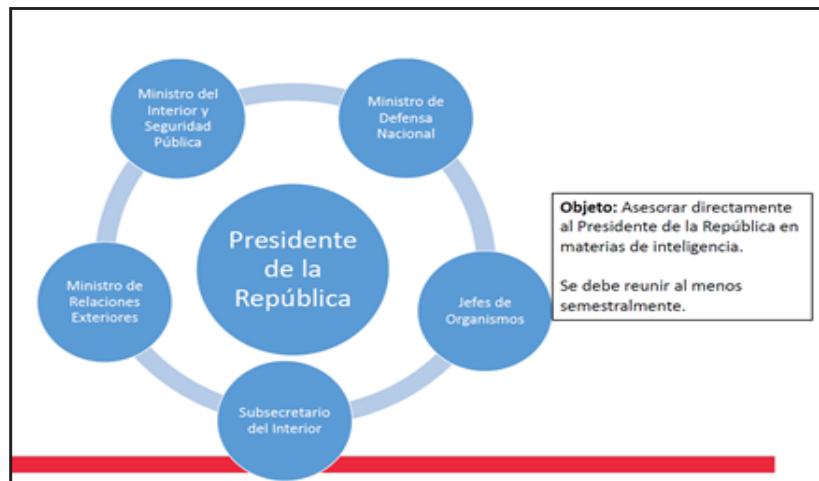 Ministro del
Interior y
Seguridad
Pública
Ministro de
Defensa
Nacional
Presidente
de la
República
Ministro de
Relaciones
Exteriores
Jefes de
Organismos
Subsecretario
del Interior
Objeto: Asesorar directamente
al Presidente de la República en
materias de inteligencia.
Se debe reunir al menos
semestralmente.